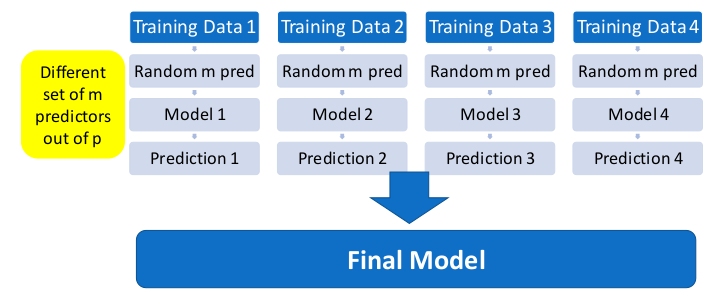 Training Data 1
Training Data 2
Training Data 3
Training Data 4
Different
set of m
predictors
out of p
Random m pred
Random m pred
Random m pred
Random m pred
Model 1
Model 2
Model 3
Model 4
Prediction 1
Prediction 2
Prediction 3
Prediction 4
Final Model